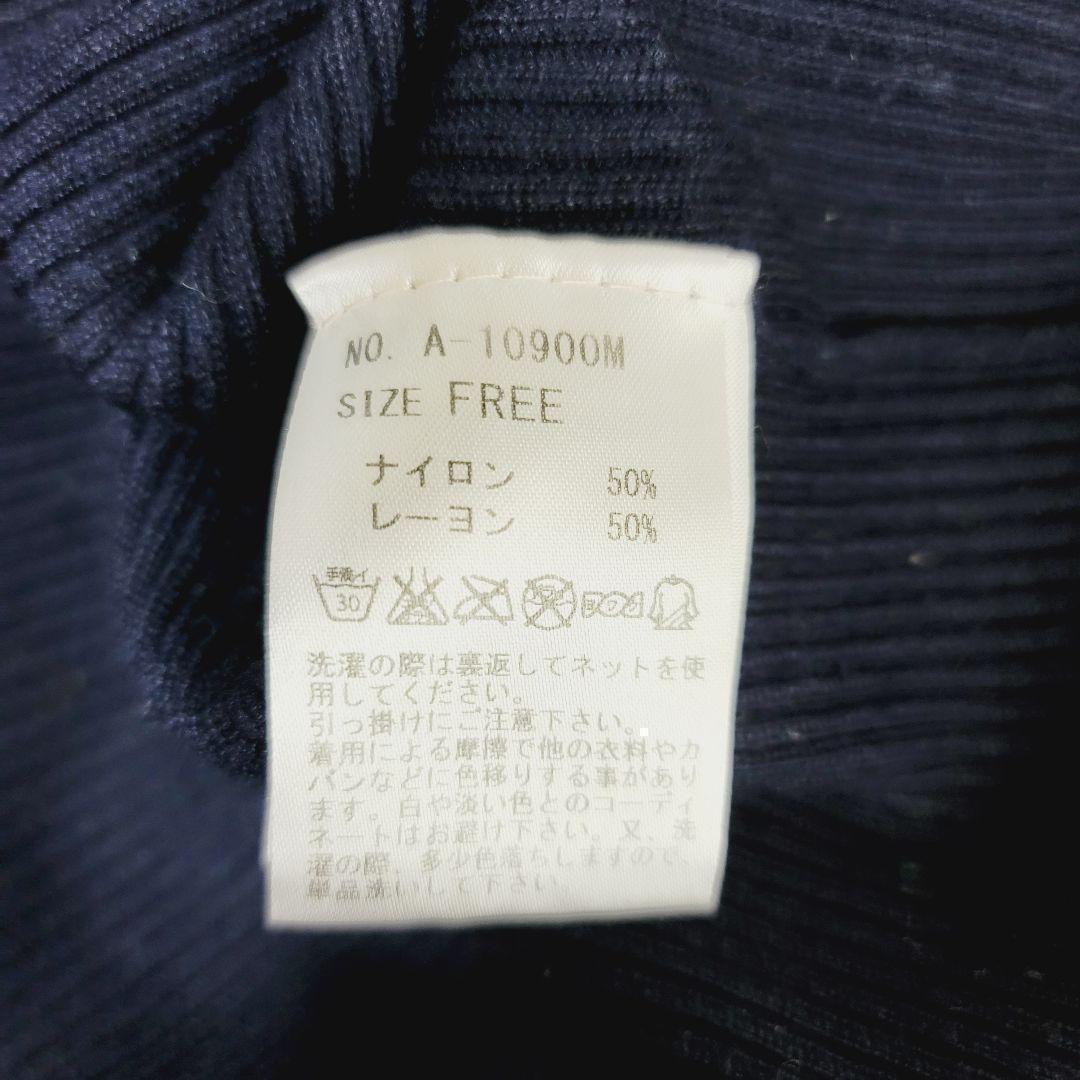 NO. A-10900M
SIZE FREE
ナイロン 50%
レーヨン 50%
手洗イ
30
ヨワク
洗濯の際は裏返してネットを使
用してください。
引っ掛けにご注意下さい。
着用による摩擦で他の衣料やカ
バンなどに色移りする事があり
ます。白や淡い色とのコーディ
ネートはお避け下さい。又、洗
濯の際、多少色落ちしますので、
単品洗いして下さい。